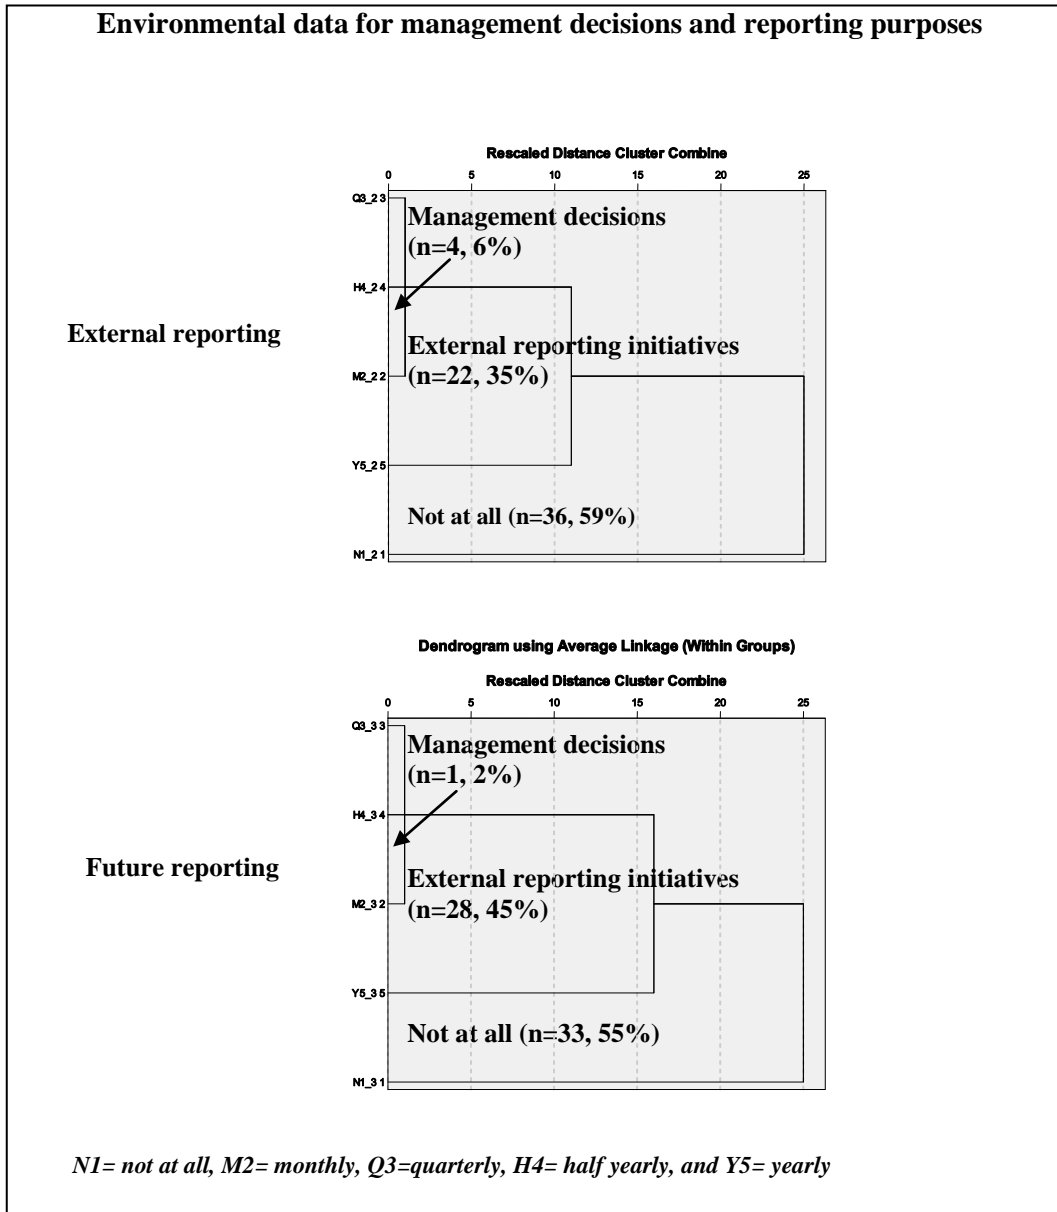 Environmental data for management decisions and reporting purposes
Rescaled Distance Cluster Combine
0 5 10 15 20 25
Q3_2 3
Management decisions
(n=4, 6%)
H4_2 4
External reporting
External reporting initiatives
M2_2 2
(n=22, 35%)
Y5_2 5
Not at all (n=36, 59%)
N1_2 1
Dendrogram using Average Linkage (Within Groups)
Rescaled Distance Cluster Combine
0 5 10 15 20 25
Q3_3 3
Management decisions
(n=1, 2%)
H4_3 4
Future reporting
External reporting initiatives
M2_3 2
(n=28, 45%)
Y5_3 5
Not at all (n=33, 55%)
N1_3 1
N1= not at all, M2= monthly, Q3=quarterly, H4= half yearly, and Y5= yearly